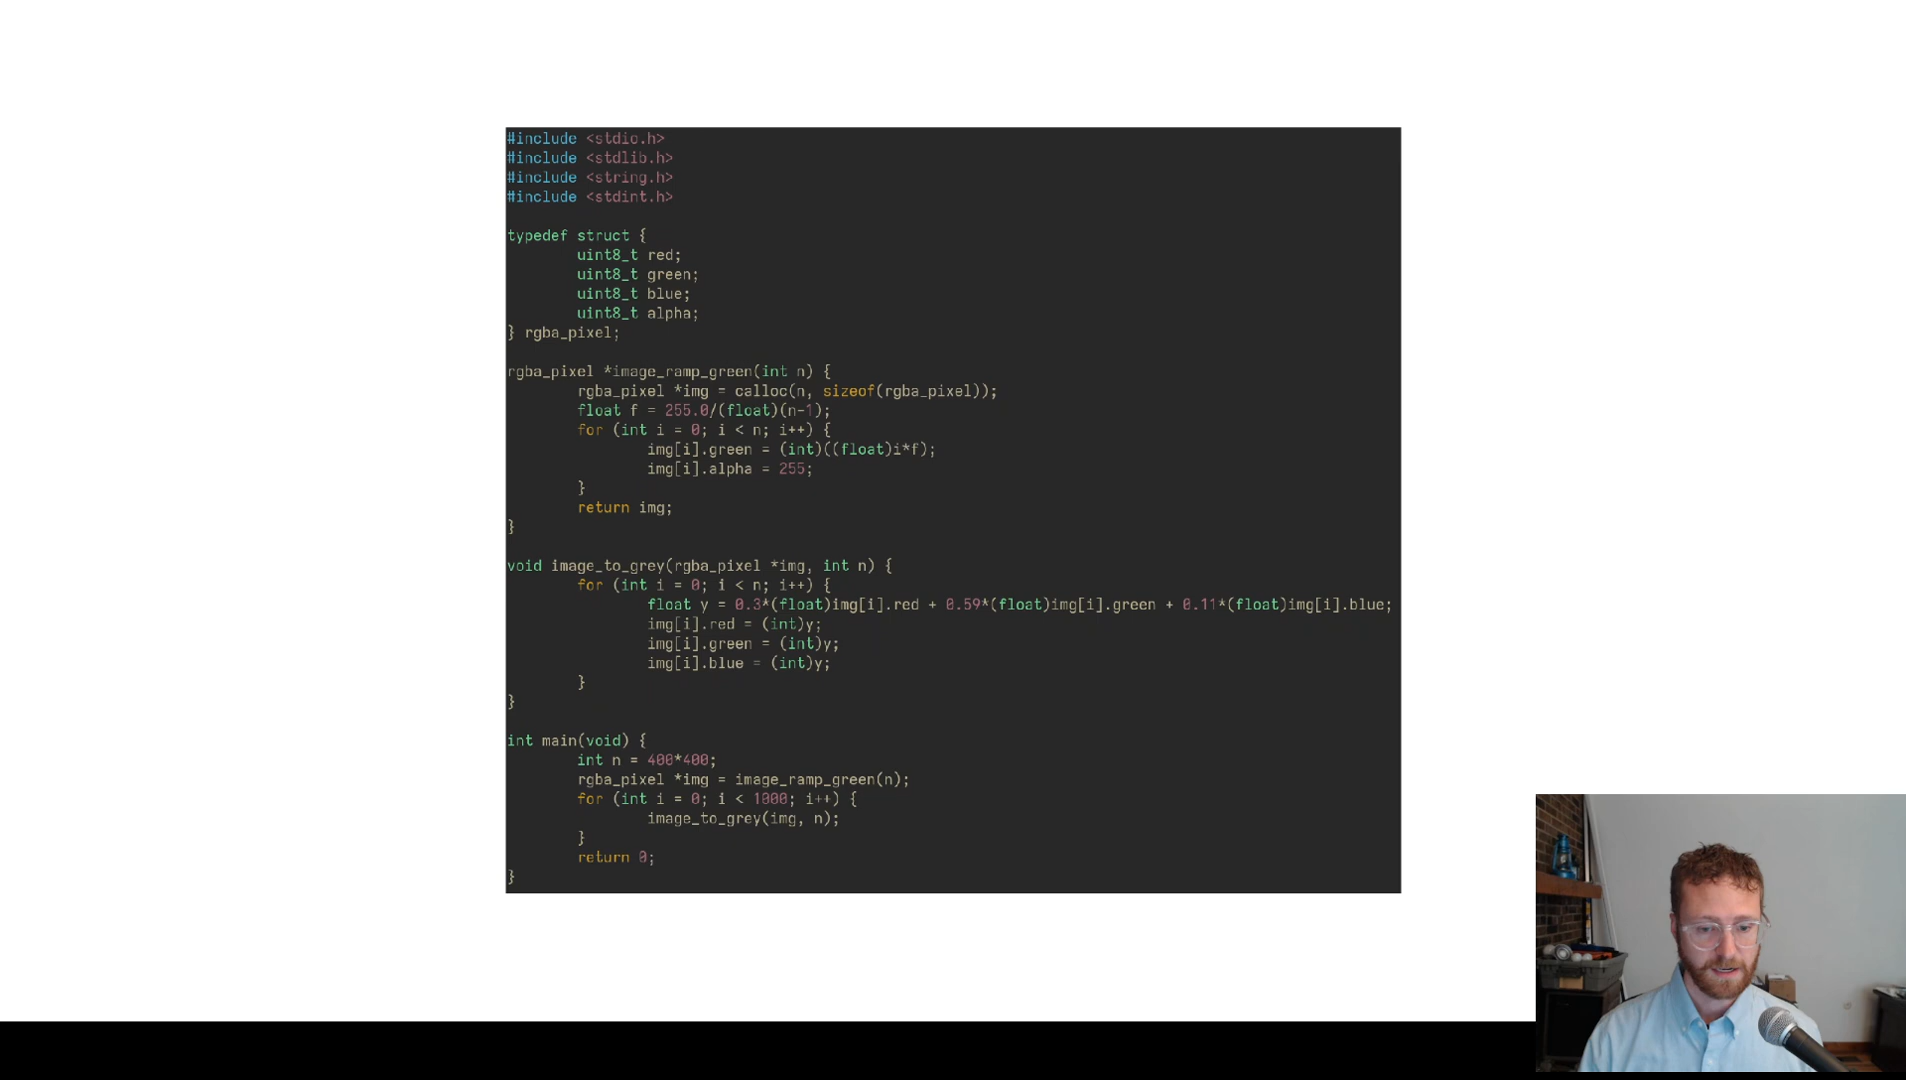 #include <stdio.h>
#include <stdlib.h>
#include <string.h>
#include <stdint.h>
typedef struct {
uint8_t red;
uint8_t green;
uint8_t blue;
uint8_t alpha;
} rgba_pixel;
rgba_pixel *image_ramp_green(int n) {
rgba_pixel *img = calloc(n, sizeof(rgba_pixel));
float f = 255.0/(float)(n-1);
for (int i = 0; i < n; i++) {
img[i].green = (int)((float)i*f);
img[i].alpha = 255;
}
return img;
}
void image_to_grey(rgba_pixel *img, int n) {
for (int i = 0; i < n; i++) {
float y = 0.3*(float)img[i].red + 0.59*(float)img[i].green + 0.11*(float)img[i].blue;
img[i].red = (int)y;
img[i].green = (int)y;
img[i].blue = (int)y;
}
}
int main(void) {
int n = 400*400;
rgba_pixel *img = image_ramp_green(n);
for (int i = 0; i < 1000; i++) {
image_to_grey(img, n);
}
return 0;
}